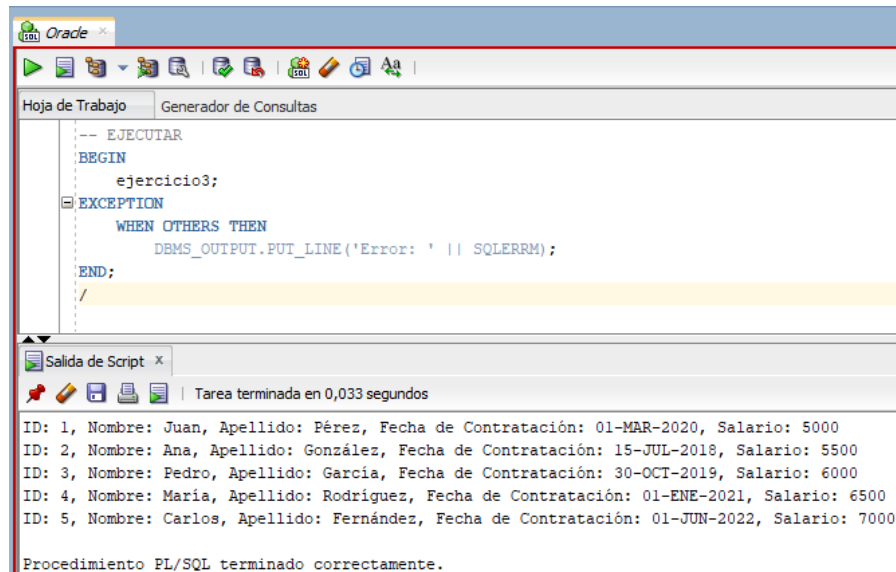 Oracle
Hoja de Trabajo Generador de Consultas
-- EJECUTAR
BEGIN
ejercicio3;
EXCEPTION
WHEN OTHERS THEN
DBMS_OUTPUT.PUT_LINE('Error: ' || SQLERRM);
END;
/
Salida de Script x
Tarea terminada en 0,033 segundos
ID: 1, Nombre: Juan, Apellido: Pérez, Fecha de Contratación: 01-MAR-2020, Salario: 5000
ID: 2, Nombre: Ana, Apellido: González, Fecha de Contratación: 15-JUL-2018, Salario: 5500
ID: 3, Nombre: Pedro, Apellido: García, Fecha de Contratación: 30-OCT-2019, Salario: 6000
ID: 4, Nombre: María, Apellido: Rodríguez, Fecha de Contratación: 01-ENE-2021, Salario: 6500
ID: 5, Nombre: Carlos, Apellido: Fernández, Fecha de Contratación: 01-JUN-2022, Salario: 7000
Procedimiento PL/SQL terminado correctamente.